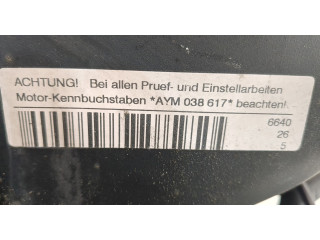 ACHTUNG! Bei allen Pruef- und Einstellarbeiten
Motor-Kennbuchstaben *AYM 038 617* beachten!
6640
26
5